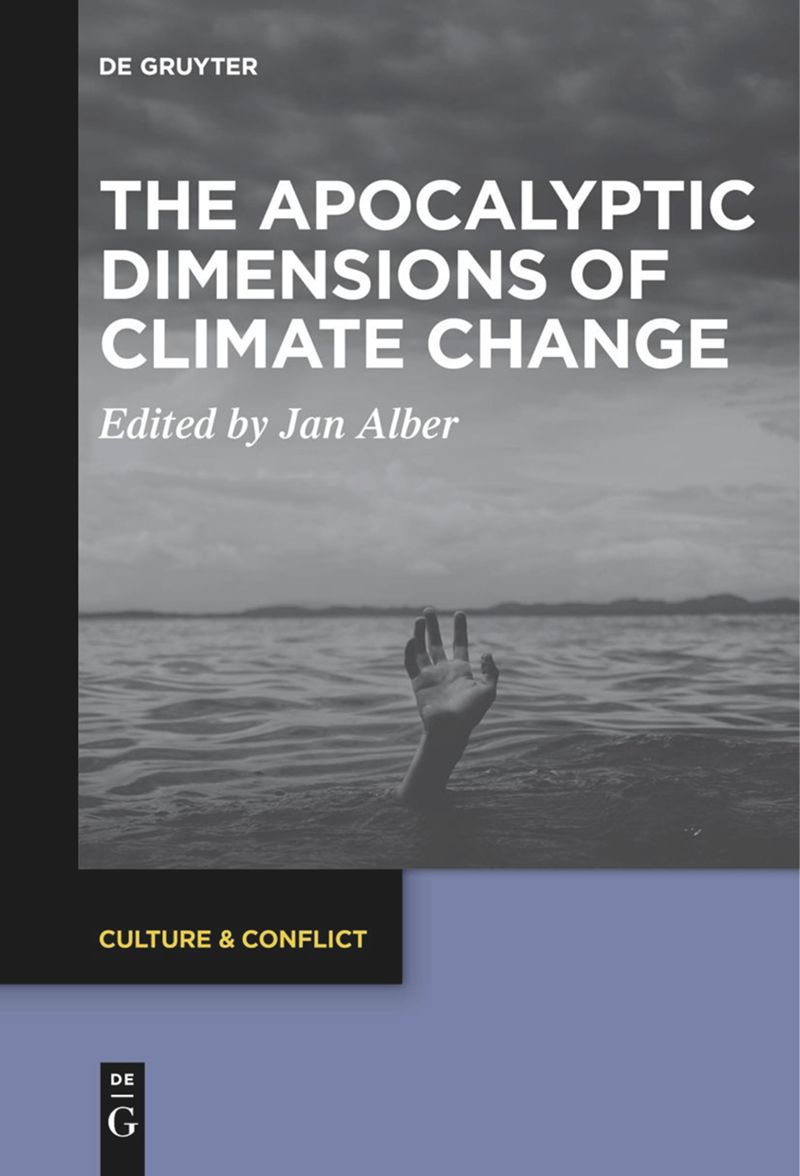 DE GRUYTER
THE APOCALYPTIC
DIMENSIONS OF
CLIMATE CHANGE
Edited by Jan Alber
CULTURE & CONFLICT
DE
G